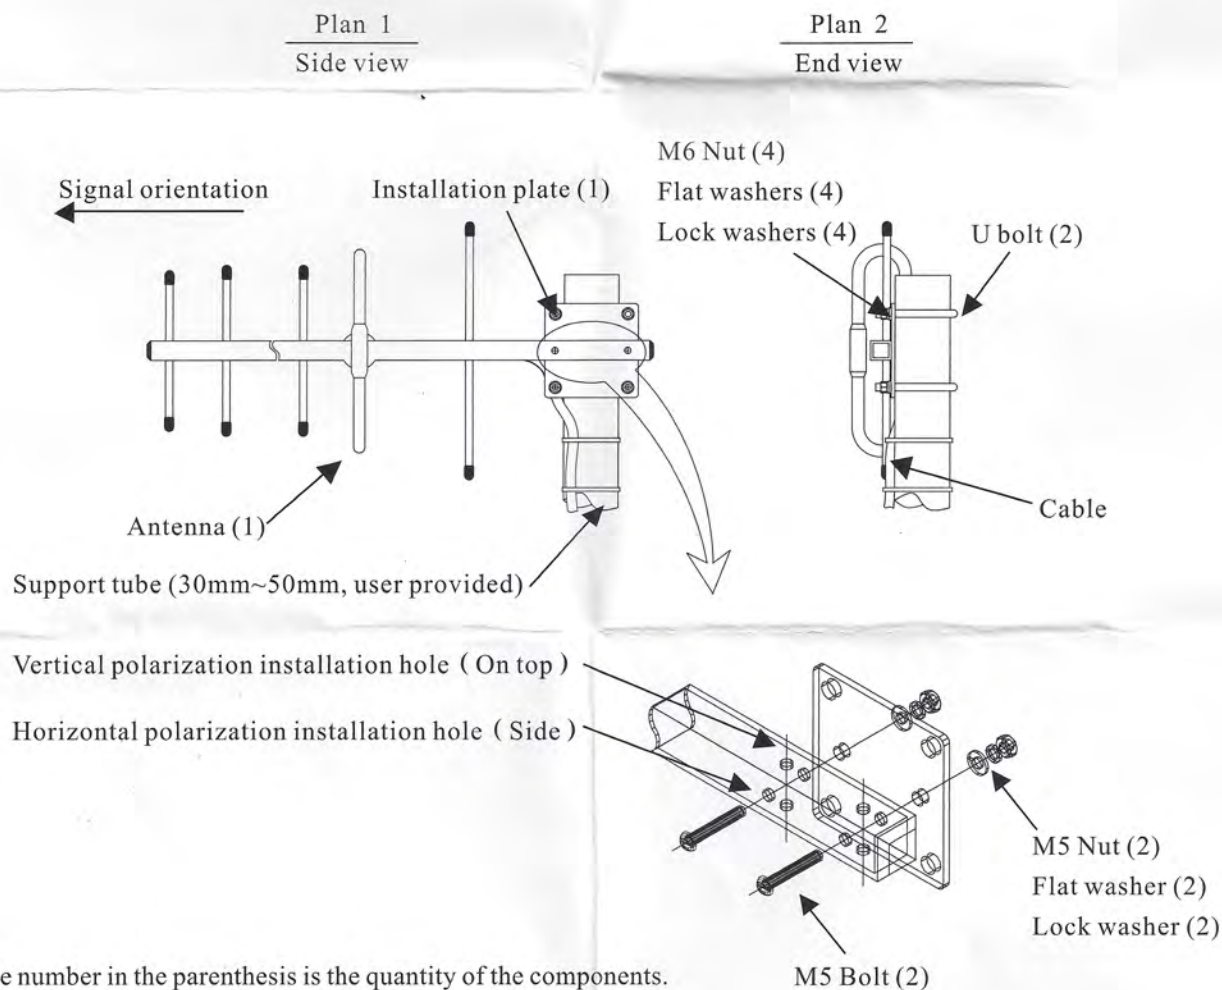 Plan 1
Side view
Plan 2
End view
M6 Nut (4)
Flat washers (4)
Lock washers (4)
Signal orientation
Installation plate (1)
U bolt (2)
Antenna (1)
Cable
Support tube (30mm~50mm, user provided)
Vertical polarization installation hole ( On top )
Horizontal polarization installation hole ( Side )
M5 Nut (2)
Flat washer (2)
Lock washer (2)
M5 Bolt (2)
e number in the parenthesis is the quantity of the components.